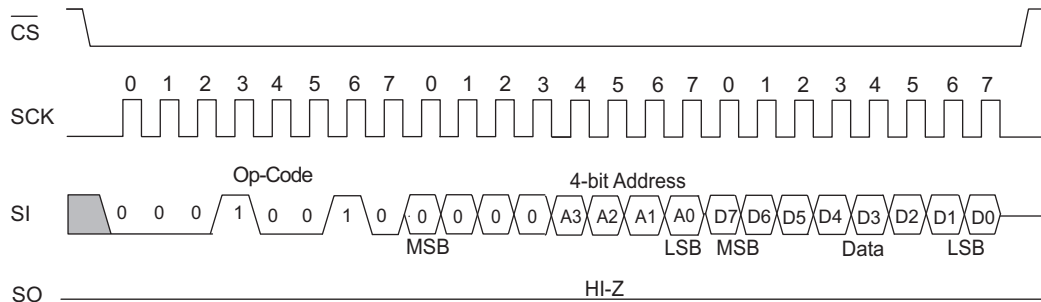 CS
0 1 2 3 4 5 6 7 0 1 2 3 4 5 6 7 0 1 2 3 4 5 6 7
SCK
Op-Code 4-bit Address
SI 0 0 0 1 0 0 1 0 0 0 0 0 A3 A2 A1 A0 D7 D6 D5 D4 D3 D2 D1 D0
MSB LSB MSB Data LSB
HI-Z
SO